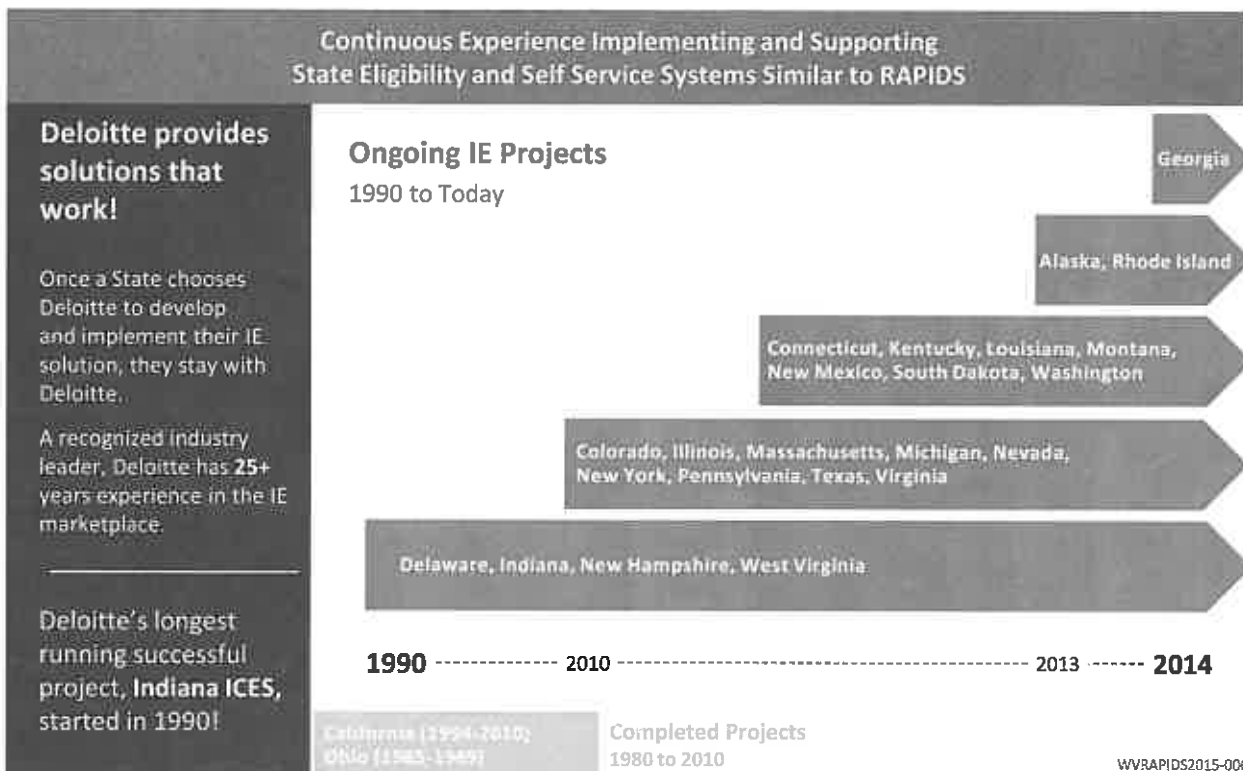 Continuous Experience Implementing and Supporting
State Eligibility and Self Service Systems Similar to RAPIDS
Deloitte provides
solutions that
work!
Once a State chooses
Deloitte to develop
and implement their IE
solution, they stay with
Deloitte.
A recognized industry
leader, Deloitte has 25+
years experience in the IE
marketplace.
Deloitte's longest
running successful
project, Indiana ICES,
started in 1990!
Ongoing IE Projects
1990 to Today
Georgia
Alaska, Rhode Island
Connecticut, Kentucky, Louisiana, Montana,
New Mexico, South Dakota, Washington
Colorado, Illinois, Massachusetts, Michigan, Nevada,
New York, Pennsylvania, Texas, Virginia
Delaware, Indiana, New Hampshire, West Virginia
1990
2010
2013
2014
California (1994-2010)
Ohio
Completed Projects
1980 to 2010